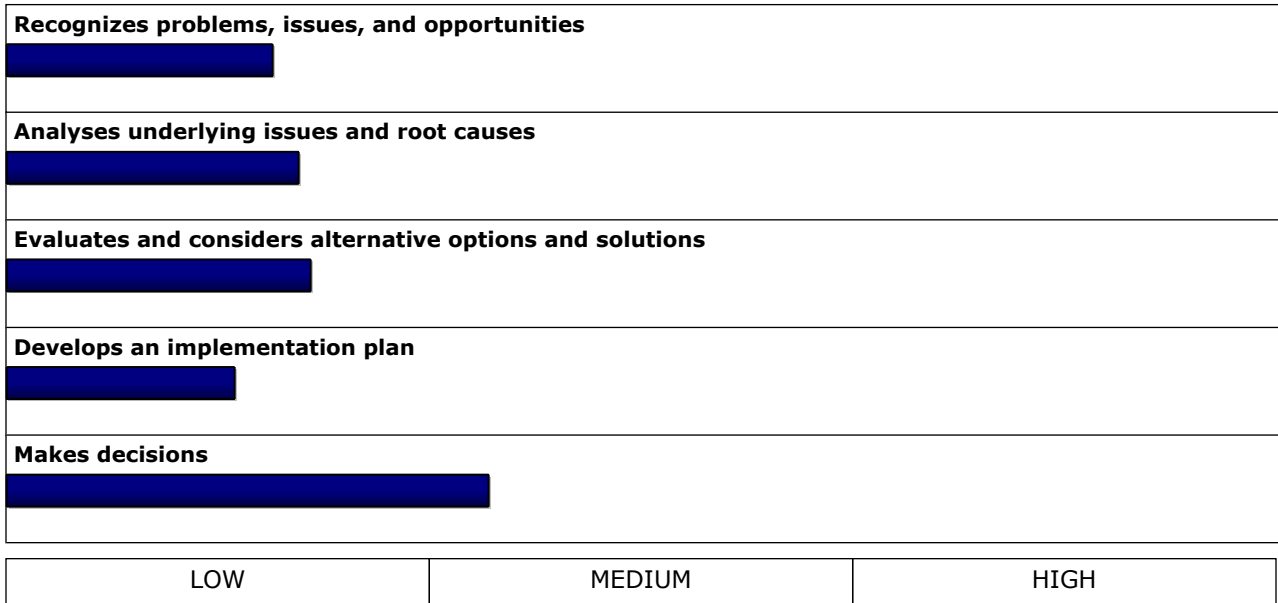 Recognizes problems, issues, and opportunities
Analyses underlying issues and root causes
Evaluates and considers alternative options and solutions
Develops an implementation plan
Makes decisions
LOW MEDIUM HIGH